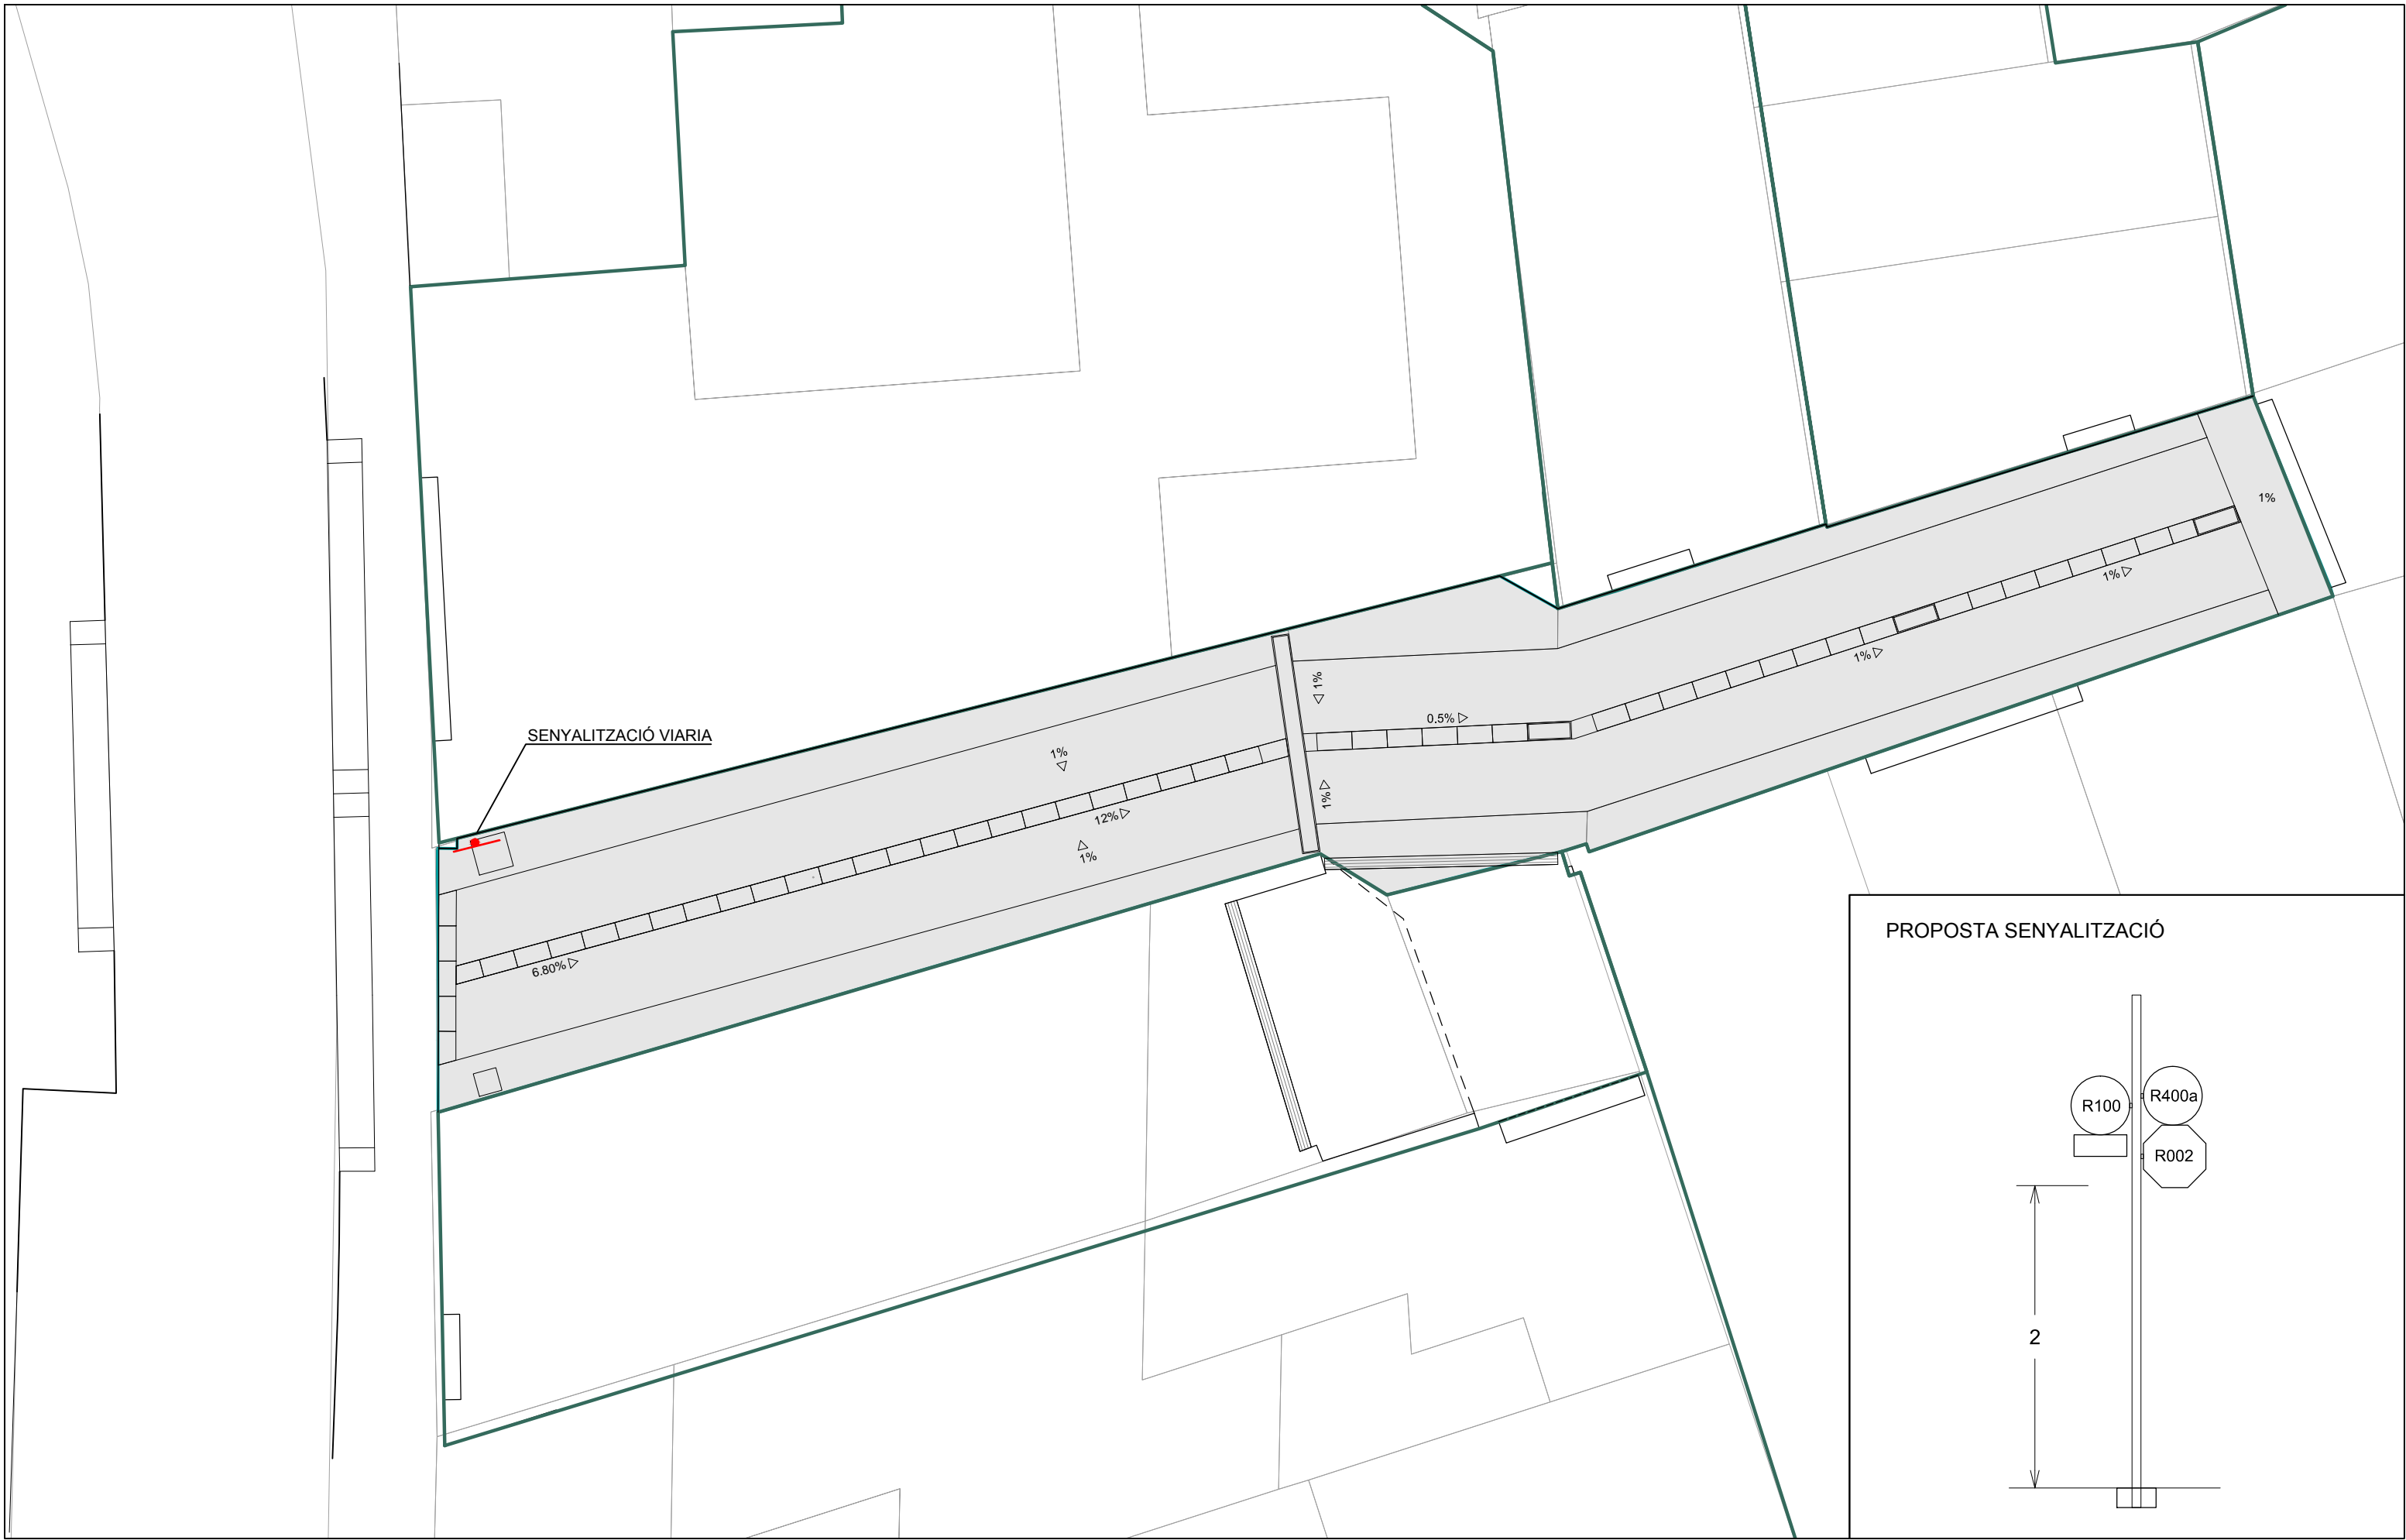 1%
1%
1%
1%
0.5%
SENYALITZACIÓ VIARIA
1%
1%
12%
1%
6.80%
PROPOSTA SENYALITZACIÓ
R400a
R100
R002
2